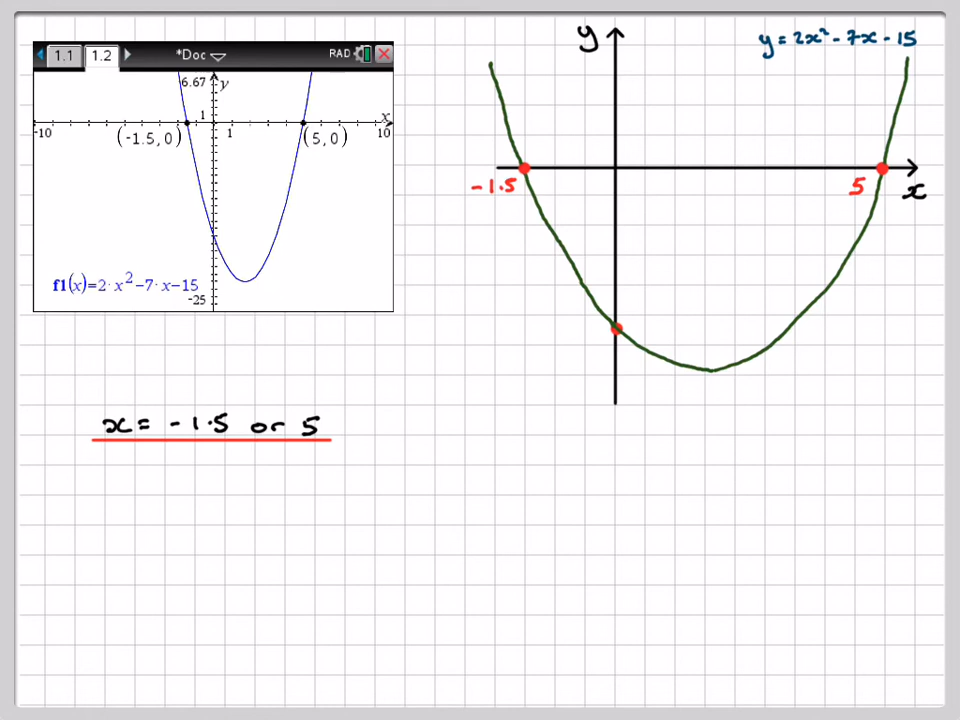 1.1 1.2 *Doc RAD
6.67 y
1 x
-10 1 10
(-1.5,0) (5,0)
f1(x)=2·x²-7·x-15
-25
y
y = 2x² - 7x - 15
-1.5 5 x
x = -1.5 or 5